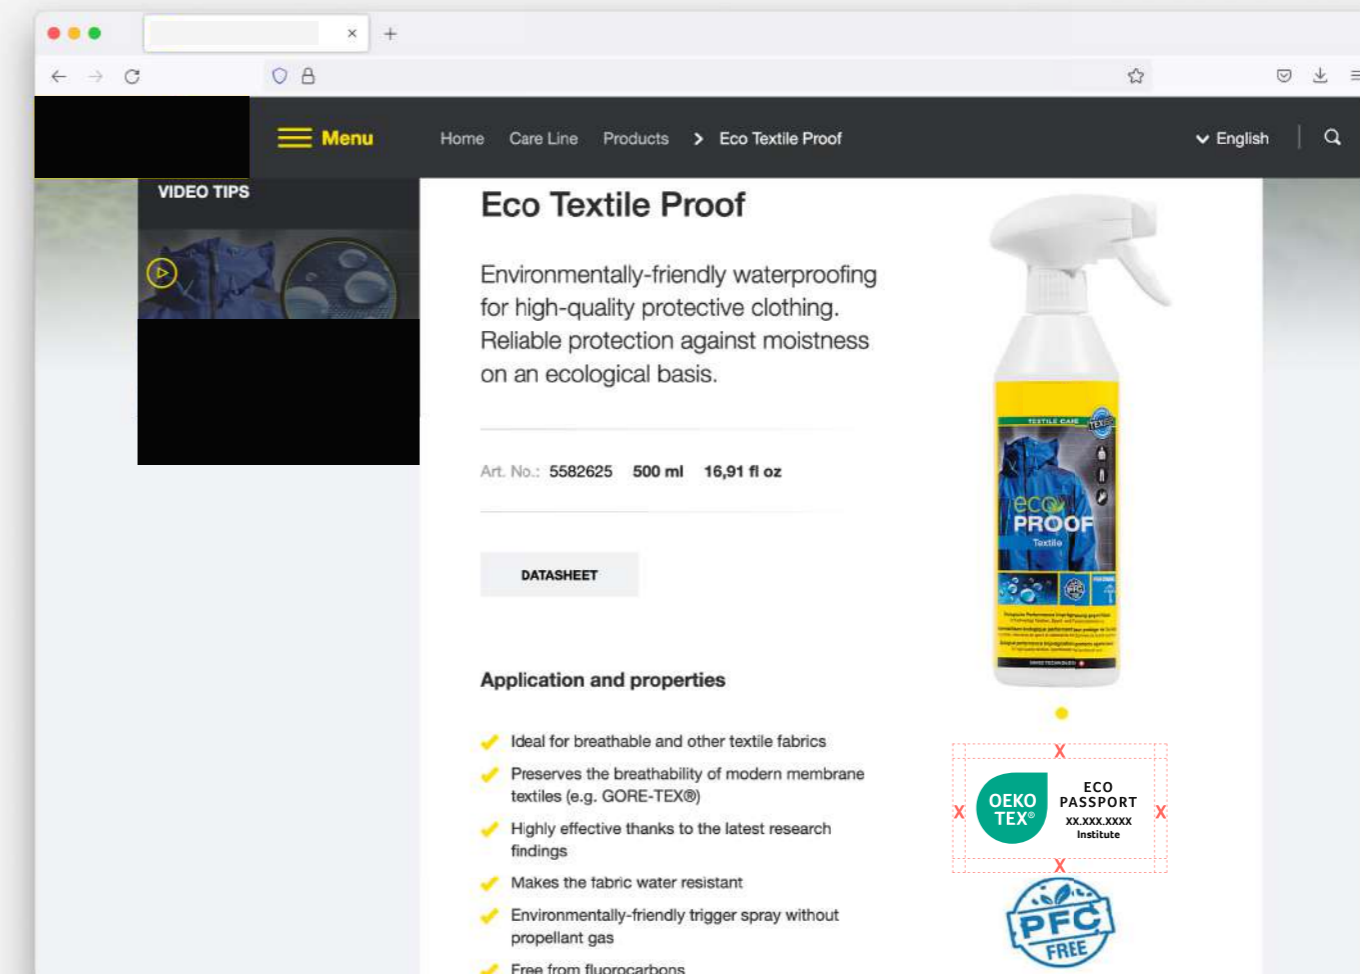 Menu
Home Care Line Products > Eco Textile Proof
English
VIDEO TIPS
Eco Textile Proof
Environmentally-friendly waterproofing
for high-quality protective clothing.
Reliable protection against moistness
on an ecological basis.
Art. No.: 5582625 500 ml 16,91 fl oz
DATASHEET
Application and properties
Ideal for breathable and other textile fabrics
Preserves the breathability of modern membrane
textiles (e.g. GORE-TEX®)
Highly effective thanks to the latest research
findings
Makes the fabric water resistant
Environmentally-friendly trigger spray without
propellant gas
Free from fluorocarbons
TEXTILE CARE
eco
PROOF
Textile
PFC
X
X
OEKO
TEX®
ECO
PASSPORT
XX.XXX.XXXX
Institute
X
X
PFC
FREE